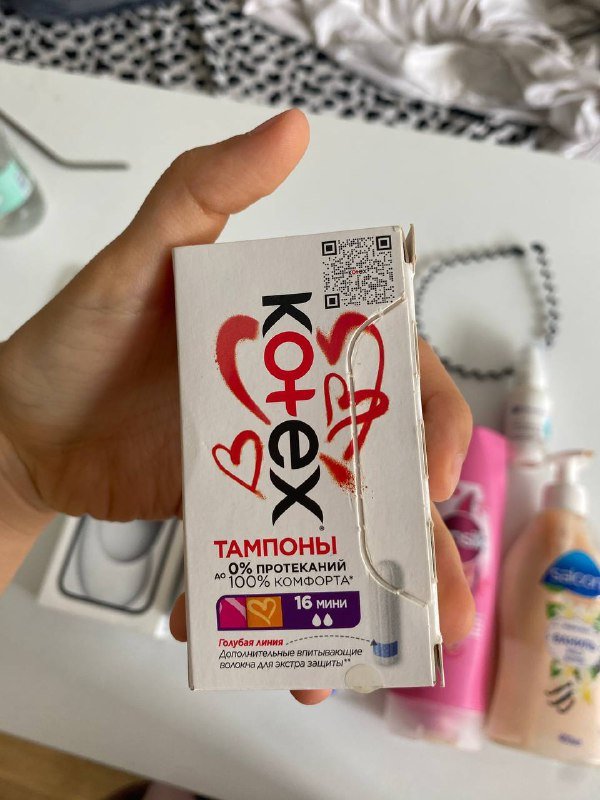 kotex
ТАМПОНЫ
до 0% ПРОТЕКАНИЙ
100% КОМФОРТА*
16 МИНИ
Голубая линия
Дополнительные впитывающие
волокна для экстра защиты**